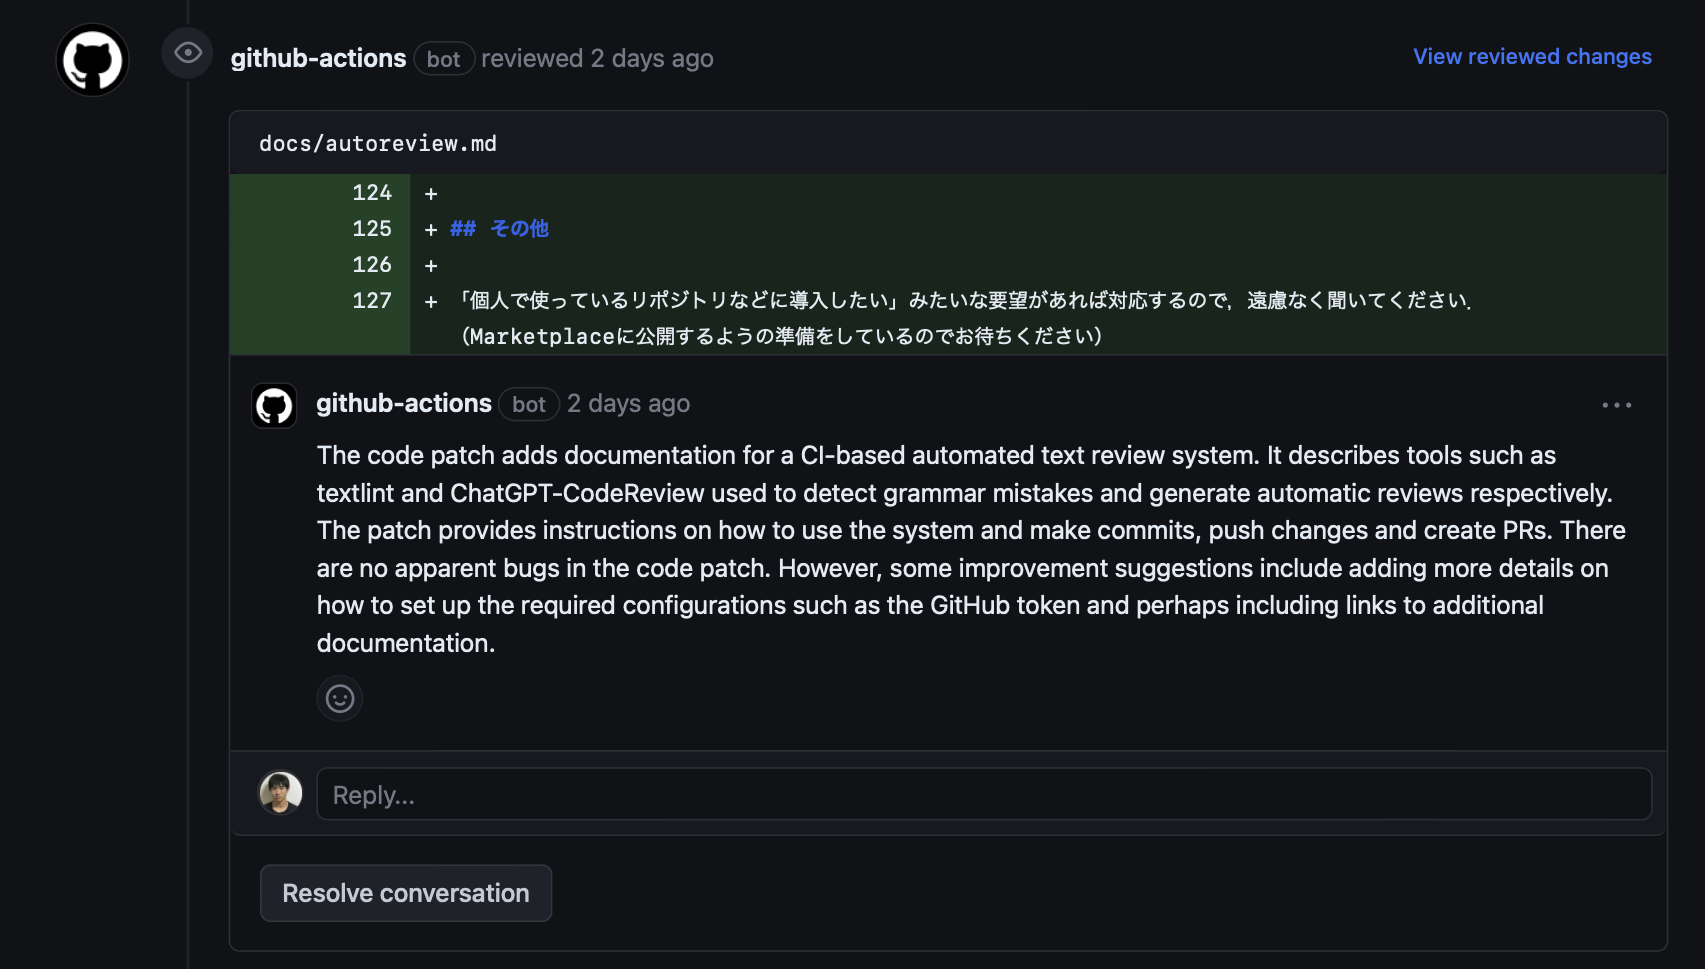 github-actions bot reviewed 2 days ago
View reviewed changes
docs/autoreview.md
124 +
125 + ## その他
126 +
127 + 「個人で使っているリポジトリなどに導入したい」みたいな要望があれば対応するので，遠慮なく聞いてください．
（Marketplaceに公開するようの準備をしているのでお待ちください）
github-actions bot 2 days ago
The code patch adds documentation for a CI-based automated text review system. It describes tools such as
textlint and ChatGPT-CodeReview used to detect grammar mistakes and generate automatic reviews respectively.
The patch provides instructions on how to use the system and make commits, push changes and create PRs. There
are no apparent bugs in the code patch. However, some improvement suggestions include adding more details on
how to set up the required configurations such as the GitHub token and perhaps including links to additional
documentation.
Reply...
Resolve conversation